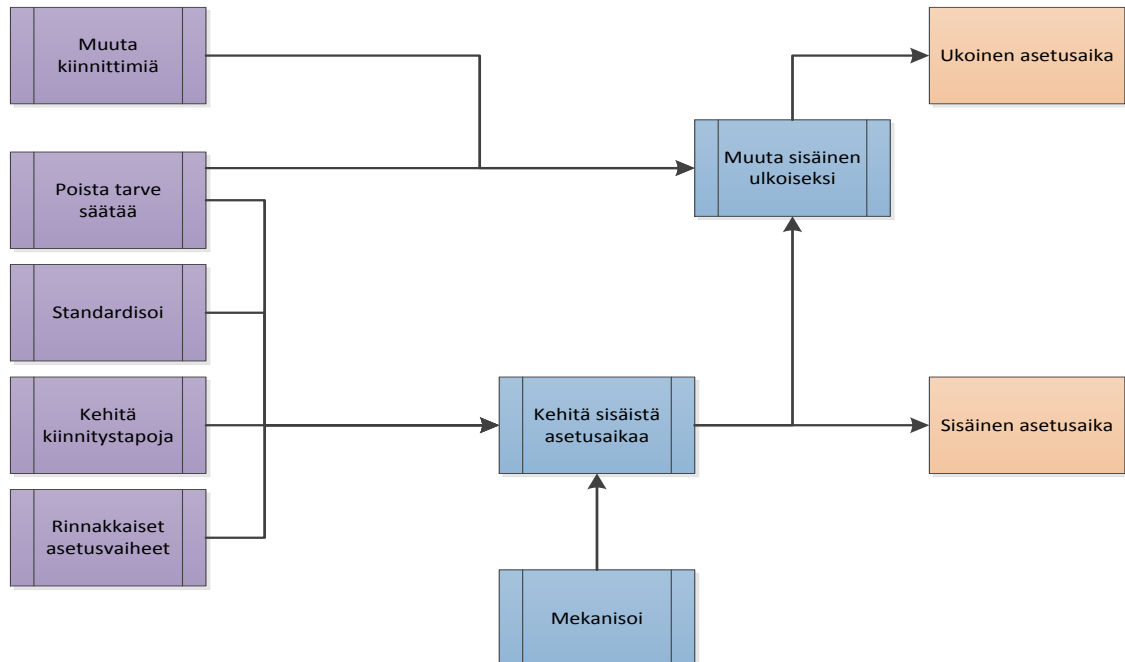 Muuta
kiinnittimiä
Ukoinen asetusaika
Muuta sisäinen
ulkoiseksi
Poista tarve
säätää
Standardisoi
Kehitä
kiinnitystapoja
Kehitä sisäistä
asetusaikaa
Sisäinen asetusaika
Rinnakkaiset
asetusvaiheet
Mekanisoi